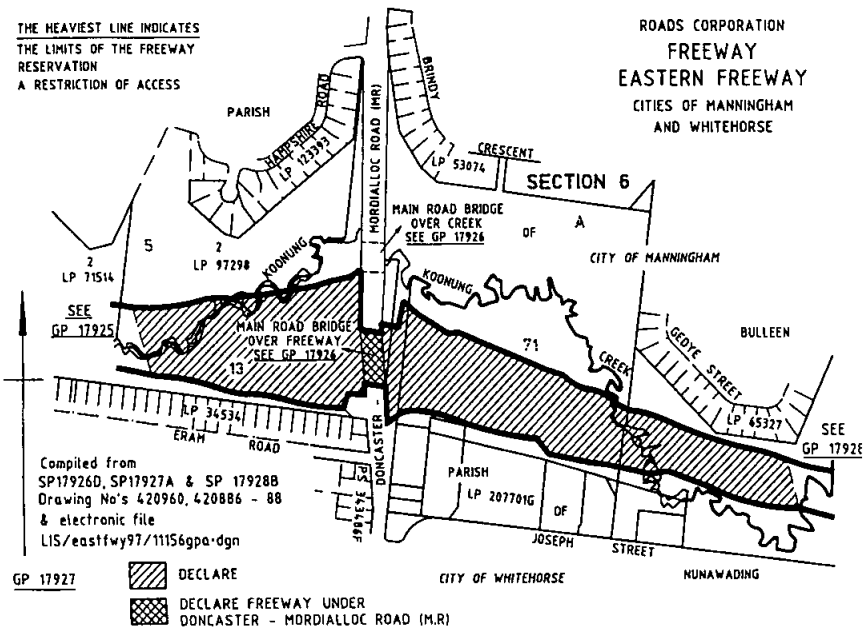 THE HEAVIEST LINE INDICATES
THE LIMITS OF THE FREEWAY
RESERVATION
A RESTRICTION OF ACCESS
ROADS CORPORATION
FREEWAY
EASTERN FREEWAY
CITIES OF MANNINGHAM
AND WHITEHORSE
PARISH
HAMPSHIRE ROAD
LP 123393
MORDIALLOC ROAD (MR)
BRINDY
CRESCENT
LP 53074
SECTION 6
MAIN ROAD BRIDGE
OVER CREEK
SEE GP 17926
OF
A
CITY OF MANNINGHAM
5
2
LP 97298
2
LP 71514
KOONUNG
KOONUNG
CREEK
SEE
GP 17925
MAIN ROAD BRIDGE
OVER FREEWAY
SEE GP 17926
13
71
GEDYE STREET
BULLEEN
LP 65327
SEE
GP 17928
LP 34534
ERAM ROAD
DONCASTER
PS 343486F
PARISH
LP 207701G
OF
JOSEPH STREET
NUNAWADING
CITY OF WHITEHORSE
Compiled from
SP17926D, SP17927A & SP 17928B
Drawing No's 420960, 420886 - 88
& electronic file
LIS/eastfwy97/11156gpa.dgn
GP 17927
DECLARE
DECLARE FREEWAY UNDER
DONCASTER - MORDIALLOC ROAD (M.R)